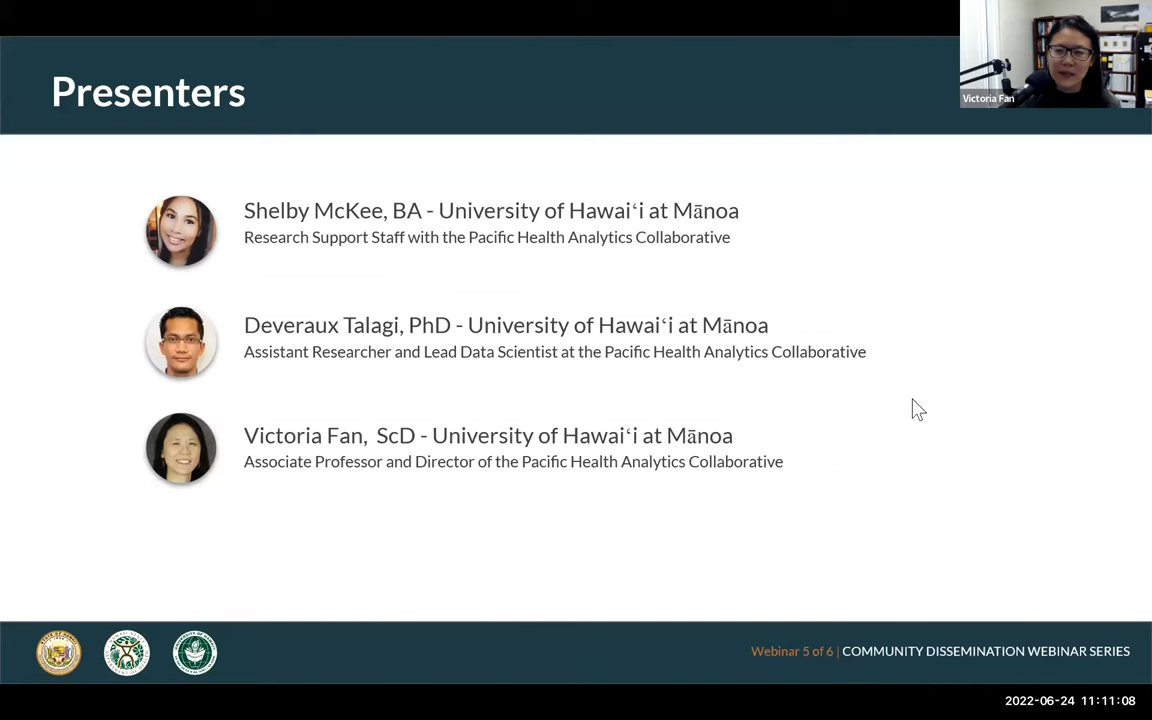 Presenters
Victoria Fan
Shelby McKee, BA - University of Hawaiʻi at Mānoa
Research Support Staff with the Pacific Health Analytics Collaborative
Deveraux Talagi, PhD - University of Hawaiʻi at Mānoa
Assistant Researcher and Lead Data Scientist at the Pacific Health Analytics Collaborative
Victoria Fan, ScD - University of Hawaiʻi at Mānoa
Associate Professor and Director of the Pacific Health Analytics Collaborative
Webinar 5 of 6 | COMMUNITY DISSEMINATION WEBINAR SERIES
2022-06-24 11:11:08